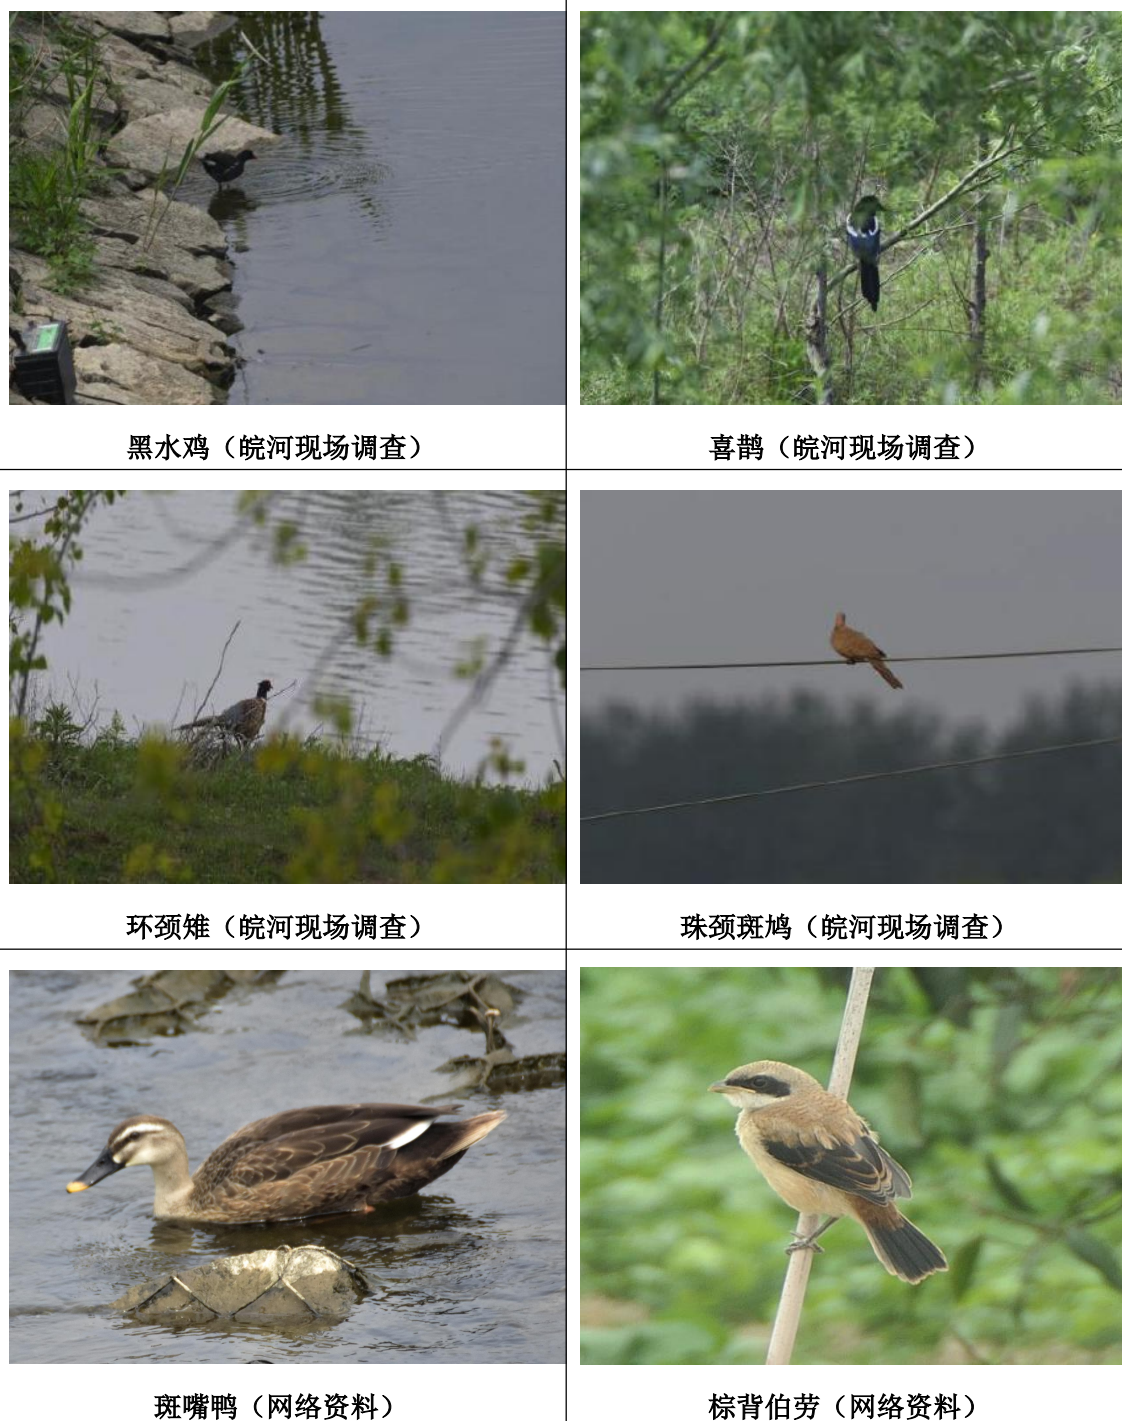 黑水鸡（皖河现场调查）
喜鹊（皖河现场调查）
环颈雉（皖河现场调查）
珠颈斑鸠（皖河现场调查）
斑嘴鸭（网络资料）
棕背伯劳（网络资料）